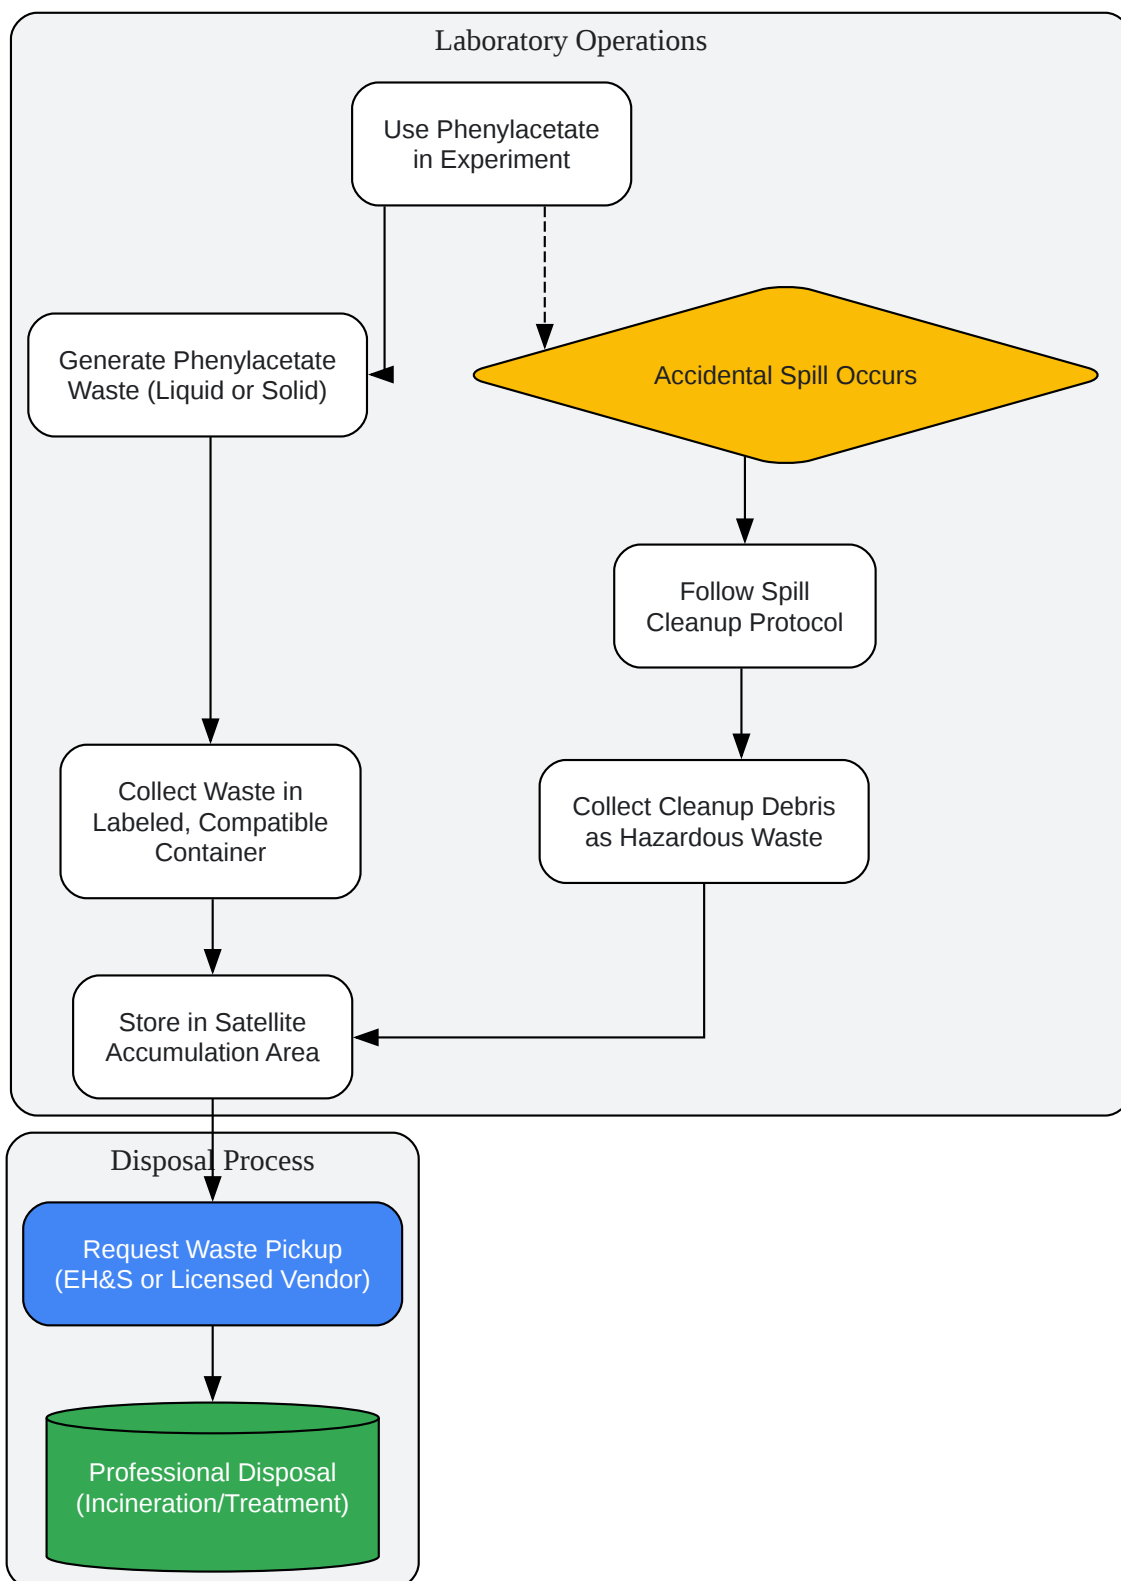 Laboratory Operations
Use Phenylacetate
in Experiment
Generate Phenylacetate
Waste (Liquid or Solid)
Accidental Spill Occurs
Follow Spill
Cleanup Protocol
Collect Waste in
Labeled, Compatible
Container
Collect Cleanup Debris
as Hazardous Waste
Store in Satellite
Accumulation Area
Disposal Process
Request Waste Pickup
(EH&S or Licensed Vendor)
Professional Disposal
(Incineration/Treatment)